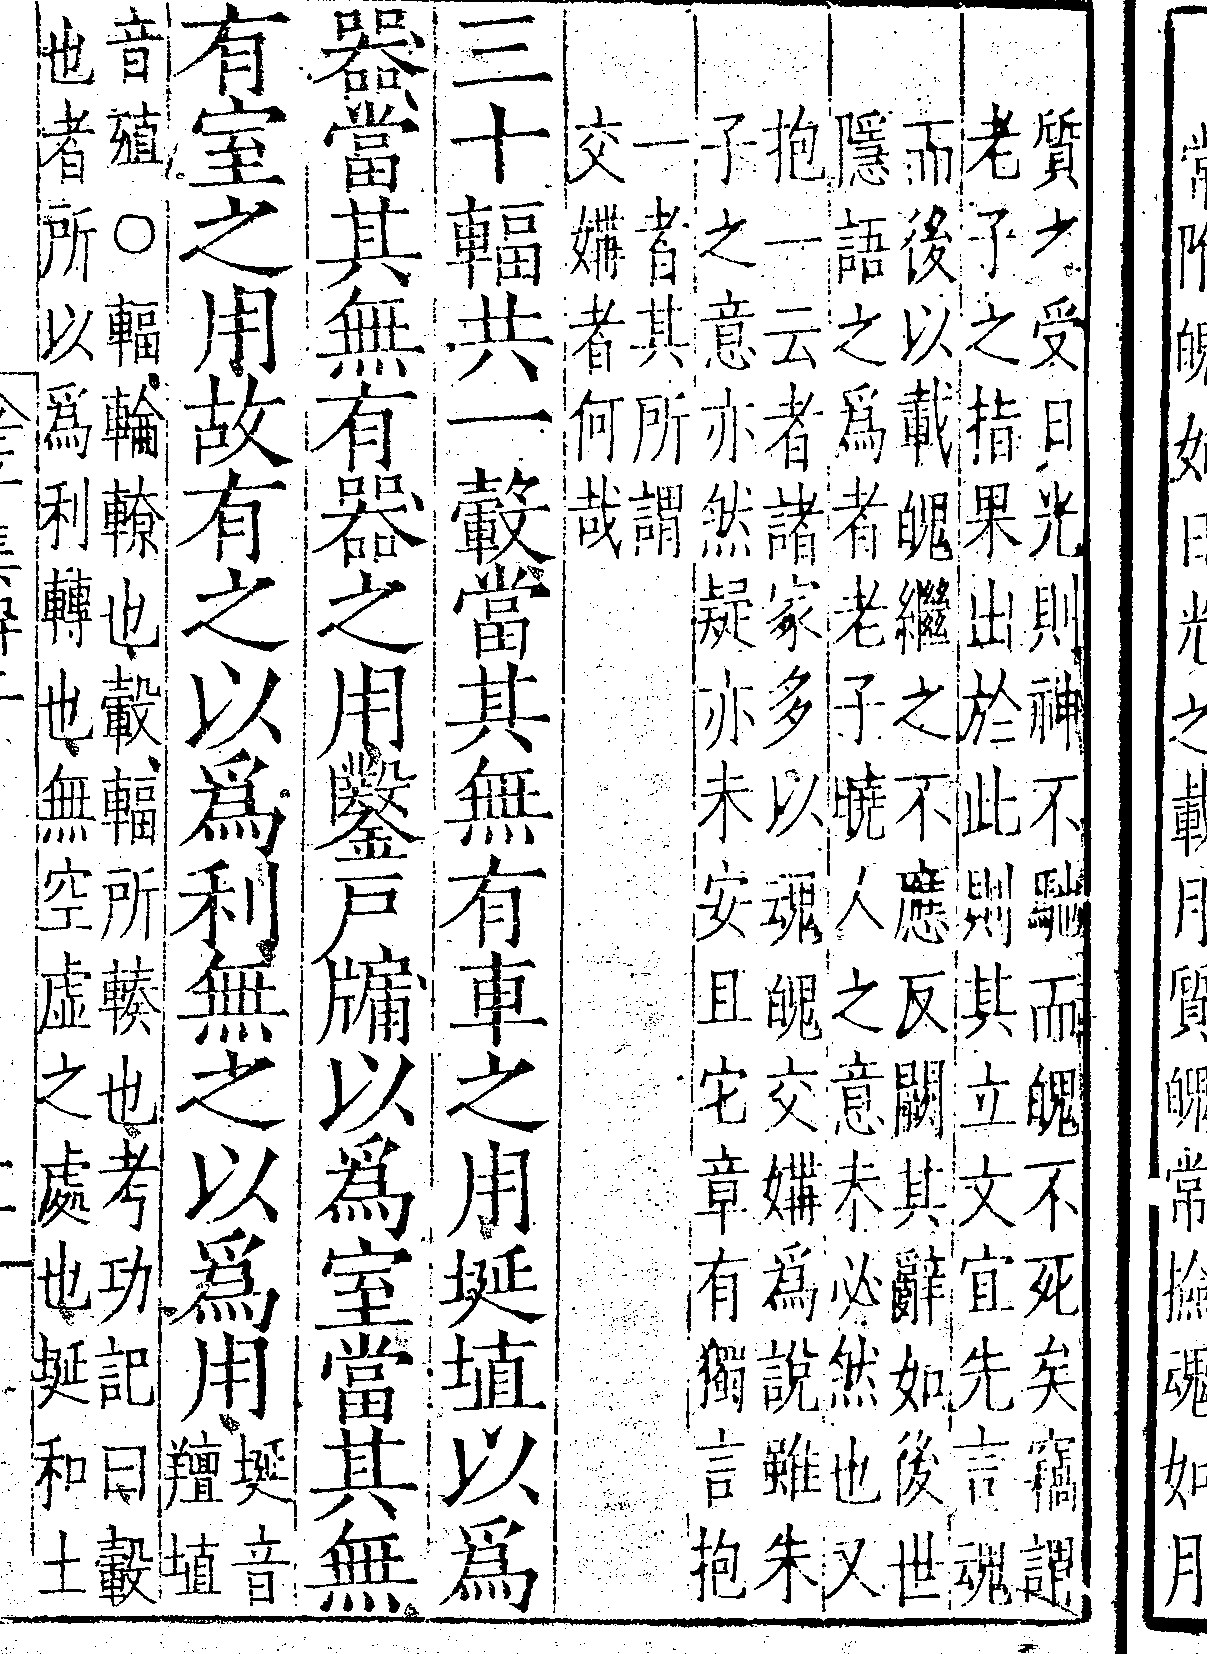 常附魄如日光之載月質魄常撿魂如月
質之受日光則神不馳而魄不死矣竊謂
老子之指果出於此則其立文宜先言魂
而後以載魄繼之不應反闕其辭如後世
隱語之爲者老子曉人之意未必然也又
抱一云者諸家多以魂魄交媾爲說雖朱
子之意亦然疑亦未安且它章有獨言抱
一者其所謂
交媾者何哉
三十輻共一轂當其無有車之用埏埴以爲
器當其無有器之用鑿戸牖以爲室當其無
有室之用故有之以爲利無之以爲用
埏音
羶埴
音殖○輻輪轑也轂輻所輳也考功記曰轂
也者所以爲利轉也無空虛之處也埏和土